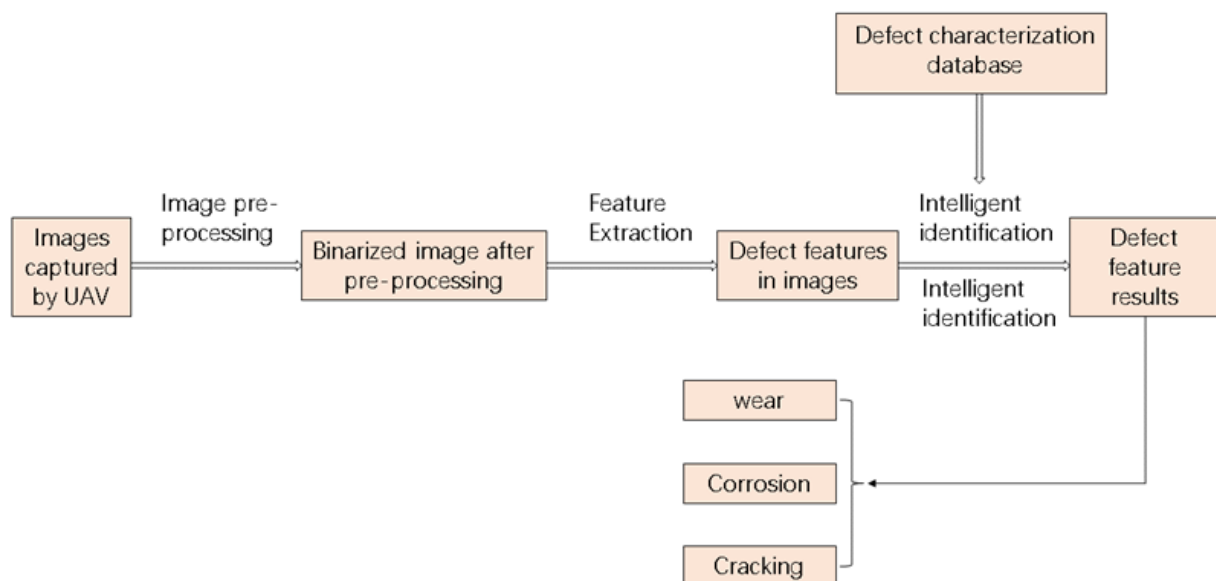 Defect characterization
database
Image pre-
processing
Feature
Extraction
Intelligent
identification
Images
captured
by UAV
Binarized image after
pre-processing
Defect features
in images
Defect
feature
results
Intelligent
identification
wear
Corrosion
Cracking